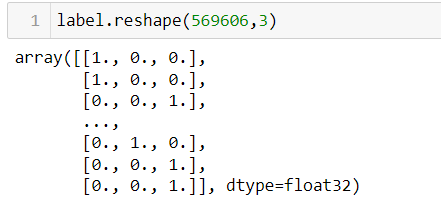 1 label.reshape(569606,3)
array([[1., 0., 0.],
[1., 0., 0.],
[0., 0., 1.],
...,
[0., 1., 0.],
[0., 0., 1.],
[0., 0., 1.]], dtype=float32)